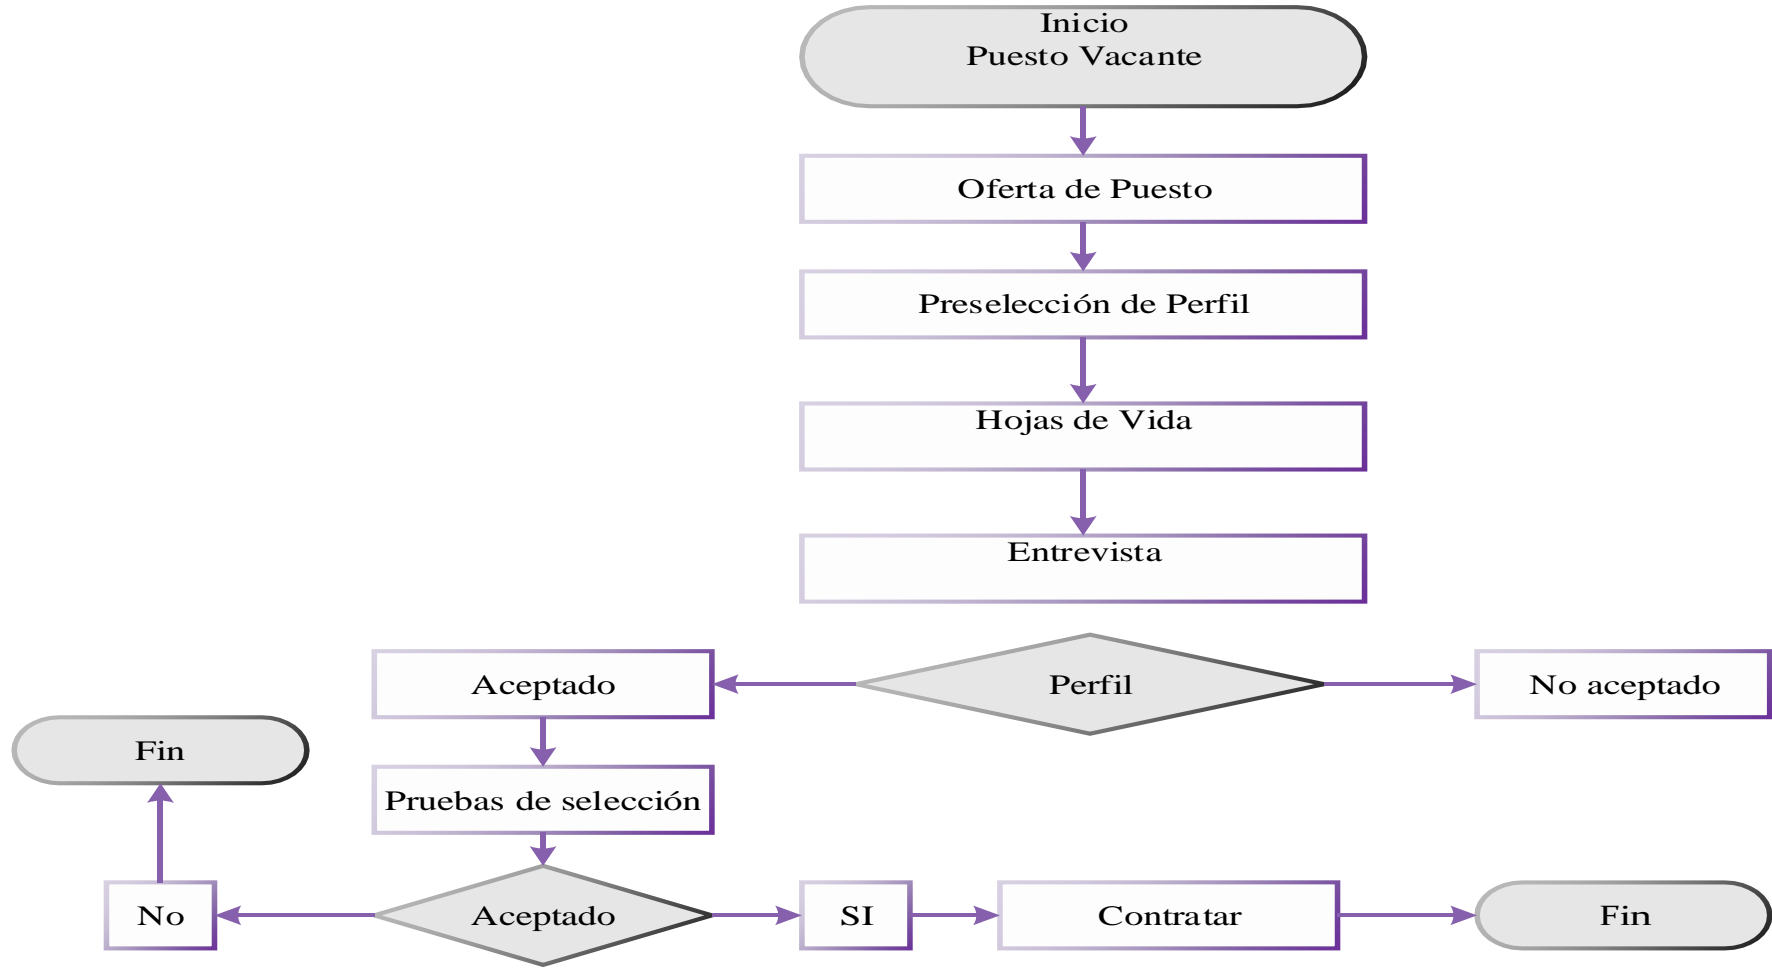 Inicio
Puesto Vacante
Oferta de Puesto
Preselección de Perfil
Hojas de Vida
Entrevista
Aceptado
Perfil
No aceptado
Fin
Pruebas de selección
No
Aceptado
SI
Contratar
Fin